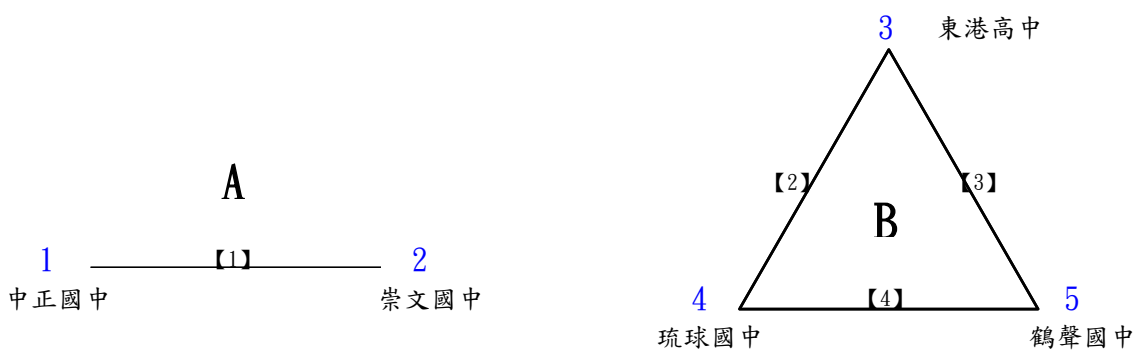 3 東港高中
A
【2】 【3】
B
1 【1】 2
中正國中 崇文國中
4 【4】 5
琉球國中 鶴聲國中